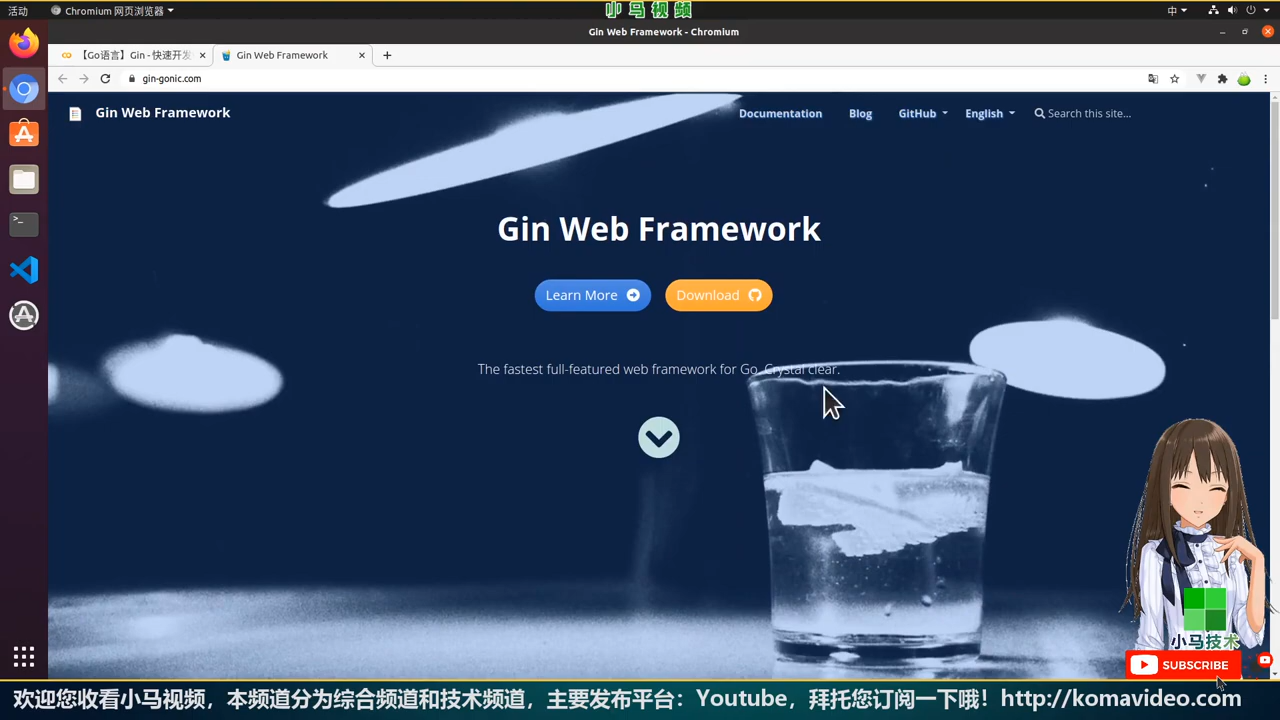 活动
Chromium 网页浏览器
小马视频
中
Gin Web Framework - Chromium
【Go语言】Gin - 快速开发
Gin Web Framework
gin-gonic.com
Gin Web Framework
Documentation
Blog
GitHub
English
Search this site...
Gin Web Framework
Learn More
Download
The fastest full-featured web framework for Go. Crystal clear.
小马技术
SUBSCRIBE
欢迎您收看小马视频，本频道分为综合频道和技术频道，主要发布平台：Youtube，拜托您订阅一下哦！http://komavideo.com